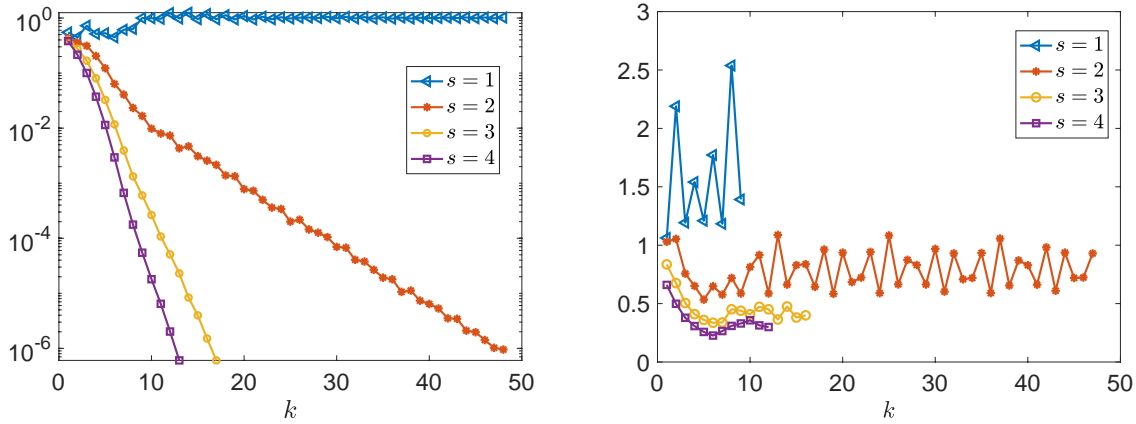 10^0
10^-2
10^-4
10^-6
0 10 20 30 40 50
k
s = 1
s = 2
s = 3
s = 4
3
2.5
2
1.5
1
0.5
0
0 10 20 30 40 50
k
s = 1
s = 2
s = 3
s = 4